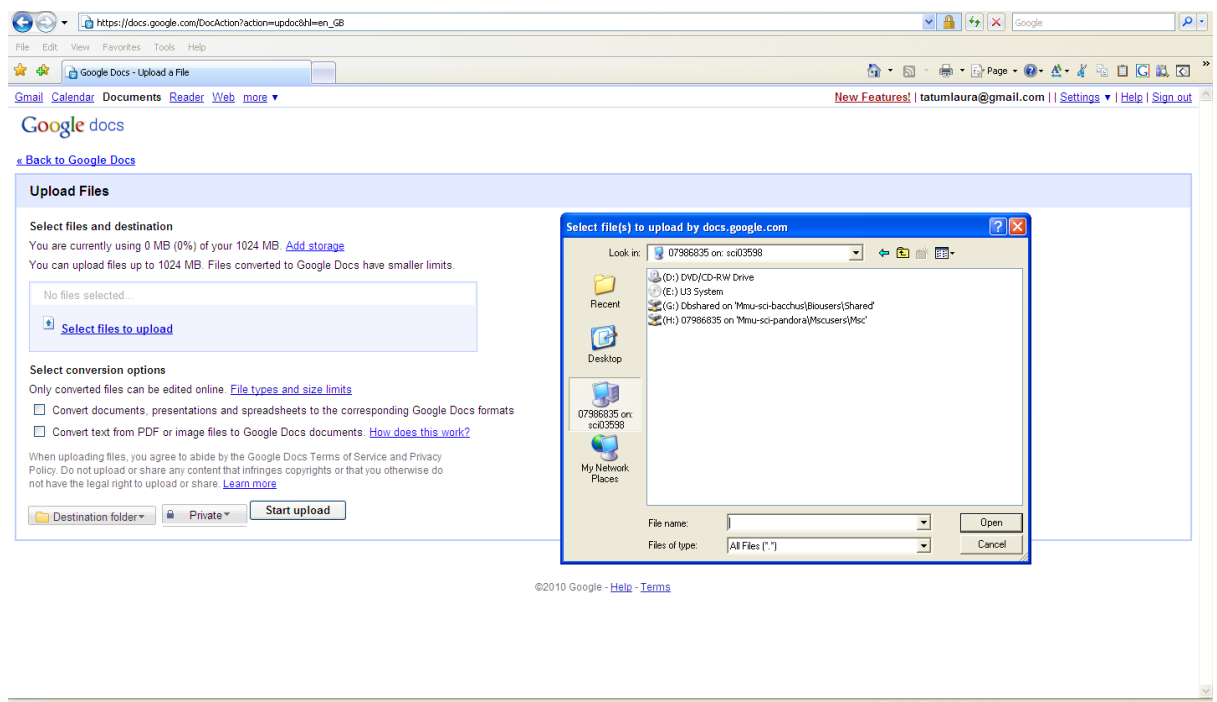 https://docs.google.com/DocAction?action=updoc&hl=en_GB
Google
File Edit View Favorites Tools Help
Google Docs - Upload a File
Page
»
Gmail Calendar Documents Reader Web more ▼
New Features! | tatumlaura@gmail.com | | Settings ▼ | Help | Sign out
Google docs
« Back to Google Docs
Upload Files
Select files and destination
You are currently using 0 MB (0%) of your 1024 MB. Add storage
You can upload files up to 1024 MB. Files converted to Google Docs have smaller limits.
No files selected...
Select files to upload
Select conversion options
Only converted files can be edited online. File types and size limits
Convert documents, presentations and spreadsheets to the corresponding Google Docs formats
Convert text from PDF or image files to Google Docs documents. How does this work?
When uploading files, you agree to abide by the Google Docs Terms of Service and Privacy
Policy. Do not upload or share any content that infringes copyrights or that you otherwise do
not have the legal right to upload or share. Learn more
Destination folder▼ Private▼ Start upload
Select file(s) to upload by docs.google.com
Look in: 07986835 on: sci03598
(D:) DVD/CD-RW Drive
(E:) U3 System
(G:) Dbshared on 'Mmu-sci-bacchus\Biousers\Shared'
(H:) 07986835 on 'Mmu-sci-pandora\Mscusers\Msc'
Recent
Desktop
07986835 on:
sci03598
My Network
Places
File name:
Open
Files of type: All Files (*.*)
Cancel
©2010 Google - Help - Terms